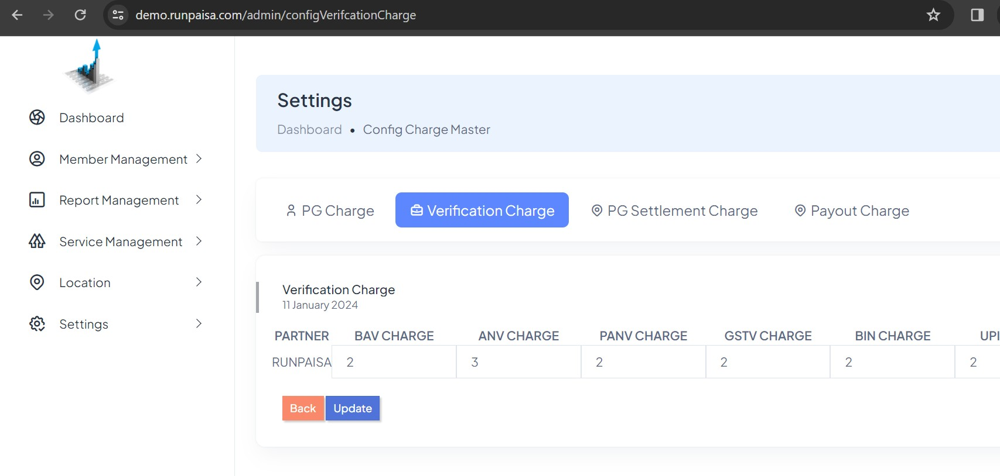 demo.runpaisa.com/admin/configVerifcationCharge
Dashboard
Member Management
Report Management
Service Management
Location
Settings
Settings
Dashboard • Config Charge Master
PG Charge
Verification Charge
PG Settlement Charge
Payout Charge
Verification Charge
11 January 2024
PARTNER BAV CHARGE ANV CHARGE PANV CHARGE GSTV CHARGE BIN CHARGE UPI
RUNPAISA 2 3 2 2 2 2
Back Update